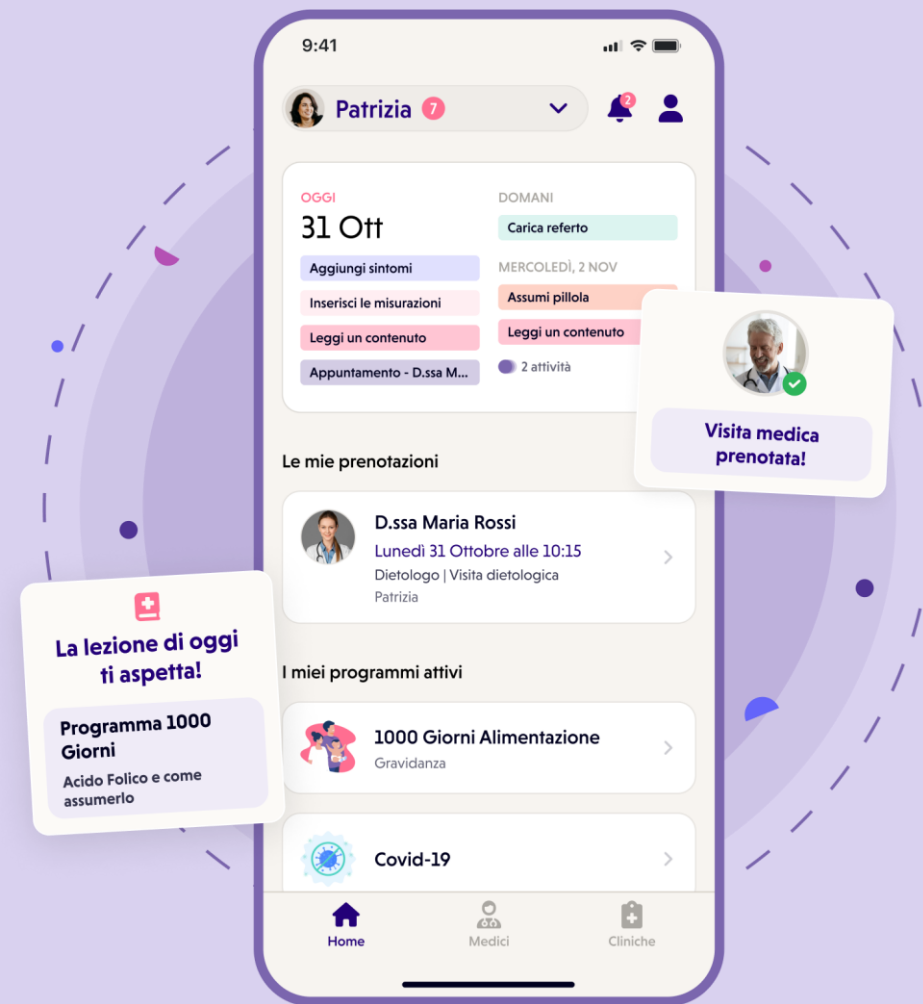 9:41
Patrizia 7
2
OGGI
31 Ott
Aggiungi sintomi
Inserisci le misurazioni
Leggi un contenuto
Appuntamento - D.ssa M...
DOMANI
Carica referto
MERCOLEDÌ, 2 NOV
Assumi pillola
Leggi un contenuto
2 attività
Visita medica
prenotata!
Le mie prenotazioni
D.ssa Maria Rossi
Lunedì 31 Ottobre alle 10:15
Dietologo | Visita dietologica
Patrizia
La lezione di oggi
ti aspetta!
Programma 1000
Giorni
Acido Folico e come
assumerlo
I miei programmi attivi
1000 Giorni Alimentazione
Gravidanza
Covid-19
Home
Medici
Cliniche